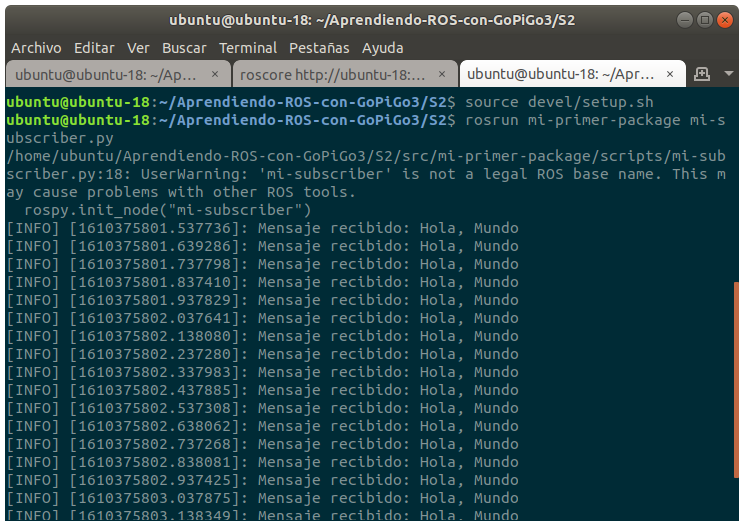 ubuntu@ubuntu-18: ~/Aprendiendo-ROS-con-GoPiGo3/S2
Archivo Editar Ver Buscar Terminal Pestañas Ayuda
ubuntu@ubuntu-18: ~/Ap... × roscore http://ubuntu-18:... × ubuntu@ubuntu-18: ~/Apr... ×
ubuntu@ubuntu-18:~/Aprendiendo-ROS-con-GoPiGo3/S2$ source devel/setup.sh
ubuntu@ubuntu-18:~/Aprendiendo-ROS-con-GoPiGo3/S2$ rosrun mi-primer-package mi-s
ubscriber.py
/home/ubuntu/Aprendiendo-ROS-con-GoPiGo3/S2/src/mi-primer-package/scripts/mi-sub
scriber.py:18: UserWarning: 'mi-subscriber' is not a legal ROS base name. This m
ay cause problems with other ROS tools.
  rospy.init_node("mi-subscriber")
[INFO] [1610375801.537736]: Mensaje recibido: Hola, Mundo
[INFO] [1610375801.639286]: Mensaje recibido: Hola, Mundo
[INFO] [1610375801.737798]: Mensaje recibido: Hola, Mundo
[INFO] [1610375801.837410]: Mensaje recibido: Hola, Mundo
[INFO] [1610375801.937829]: Mensaje recibido: Hola, Mundo
[INFO] [1610375802.037641]: Mensaje recibido: Hola, Mundo
[INFO] [1610375802.138080]: Mensaje recibido: Hola, Mundo
[INFO] [1610375802.237280]: Mensaje recibido: Hola, Mundo
[INFO] [1610375802.337983]: Mensaje recibido: Hola, Mundo
[INFO] [1610375802.437885]: Mensaje recibido: Hola, Mundo
[INFO] [1610375802.537308]: Mensaje recibido: Hola, Mundo
[INFO] [1610375802.638062]: Mensaje recibido: Hola, Mundo
[INFO] [1610375802.737268]: Mensaje recibido: Hola, Mundo
[INFO] [1610375802.838081]: Mensaje recibido: Hola, Mundo
[INFO] [1610375802.937425]: Mensaje recibido: Hola, Mundo
[INFO] [1610375803.037875]: Mensaje recibido: Hola, Mundo
[INFO] [1610375803.138349]: Mensaje recibido: Hola, Mundo